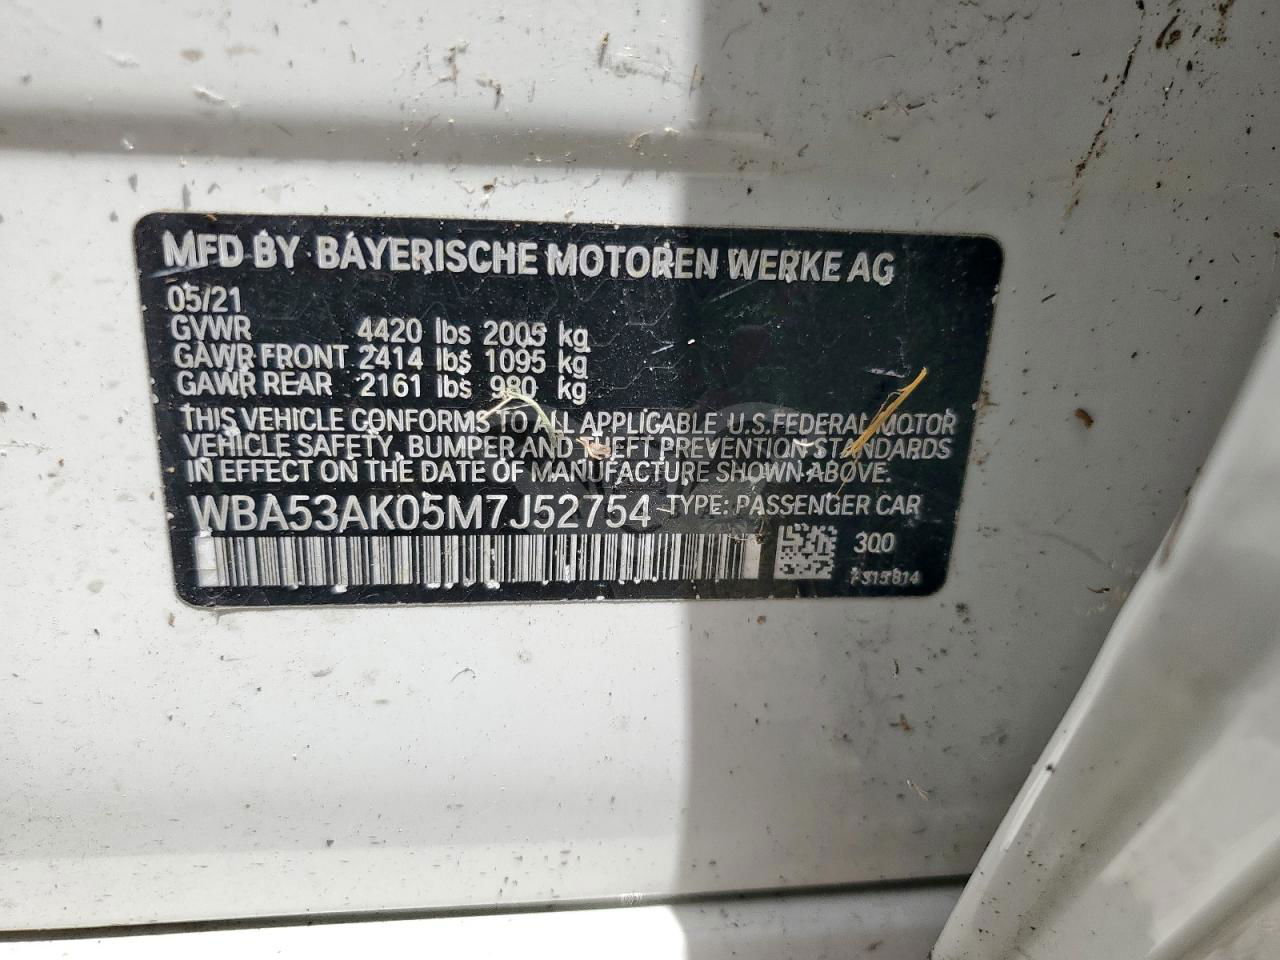 MFD BY BAYERISCHE MOTOREN WERKE AG
05/21
GVWR 4420 lbs 2005 kg
GAWR FRONT 2414 lbs 1095 kg
GAWR REAR 2161 lbs 980 kg
THIS VEHICLE CONFORMS TO ALL APPLICABLE U.S. FEDERAL MOTOR
VEHICLE SAFETY, BUMPER AND THEFT PREVENTION STANDARDS
IN EFFECT ON THE DATE OF MANUFACTURE SHOWN ABOVE.
WBA53AK05M7J52754 TYPE: PASSENGER CAR
300